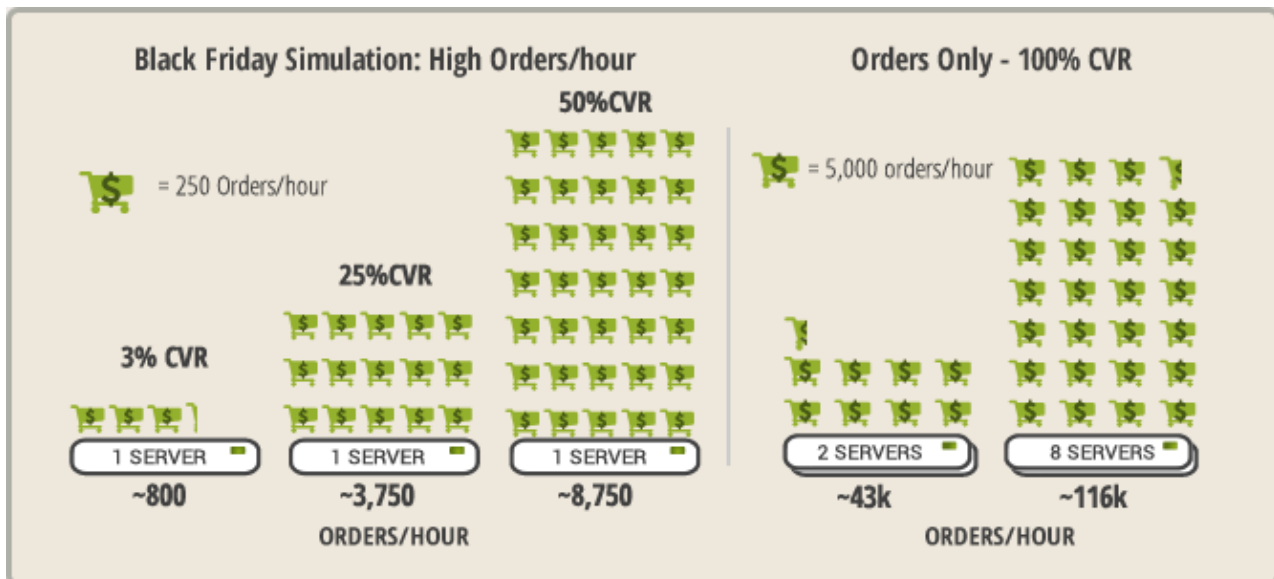 Black Friday Simulation: High Orders/hour
50%CVR
= 250 Orders/hour
25%CVR
3% CVR
1 SERVER
1 SERVER
1 SERVER
~800
~3,750
~8,750
ORDERS/HOUR
Orders Only - 100% CVR
= 5,000 orders/hour
2 SERVERS
8 SERVERS
~43k
~116k
ORDERS/HOUR